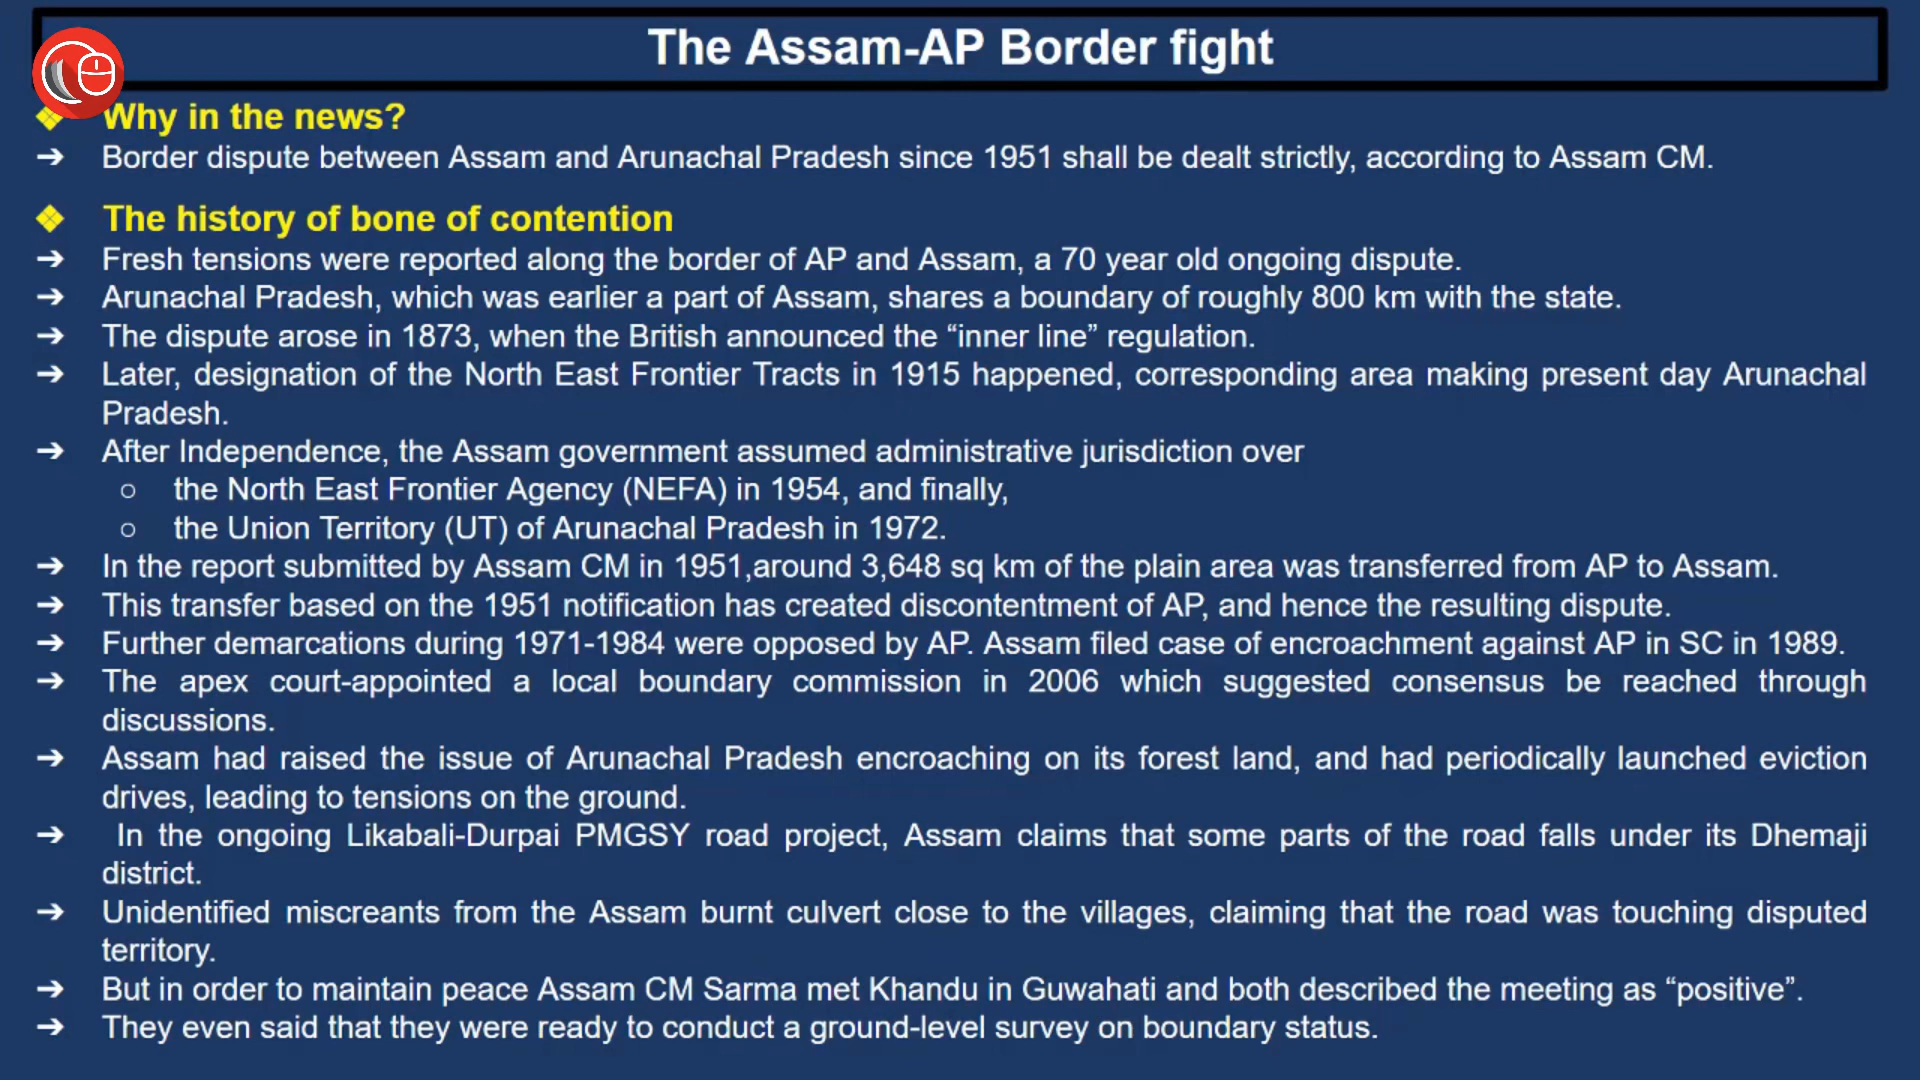 The Assam-AP Border fight
❖ Why in the news?
➔ Border dispute between Assam and Arunachal Pradesh since 1951 shall be dealt strictly, according to Assam CM.
❖ The history of bone of contention
➔ Fresh tensions were reported along the border of AP and Assam, a 70 year old ongoing dispute.
➔ Arunachal Pradesh, which was earlier a part of Assam, shares a boundary of roughly 800 km with the state.
➔ The dispute arose in 1873, when the British announced the “inner line” regulation.
➔ Later, designation of the North East Frontier Tracts in 1915 happened, corresponding area making present day Arunachal
Pradesh.
➔ After Independence, the Assam government assumed administrative jurisdiction over
○ the North East Frontier Agency (NEFA) in 1954, and finally,
○ the Union Territory (UT) of Arunachal Pradesh in 1972.
➔ In the report submitted by Assam CM in 1951,around 3,648 sq km of the plain area was transferred from AP to Assam.
➔ This transfer based on the 1951 notification has created discontentment of AP, and hence the resulting dispute.
➔ Further demarcations during 1971-1984 were opposed by AP. Assam filed case of encroachment against AP in SC in 1989.
➔ The apex court-appointed a local boundary commission in 2006 which suggested consensus be reached through
discussions.
➔ Assam had raised the issue of Arunachal Pradesh encroaching on its forest land, and had periodically launched eviction
drives, leading to tensions on the ground.
➔ In the ongoing Likabali-Durpai PMGSY road project, Assam claims that some parts of the road falls under its Dhemaji
district.
➔ Unidentified miscreants from the Assam burnt culvert close to the villages, claiming that the road was touching disputed
territory.
➔ But in order to maintain peace Assam CM Sarma met Khandu in Guwahati and both described the meeting as “positive”.
➔ They even said that they were ready to conduct a ground-level survey on boundary status.